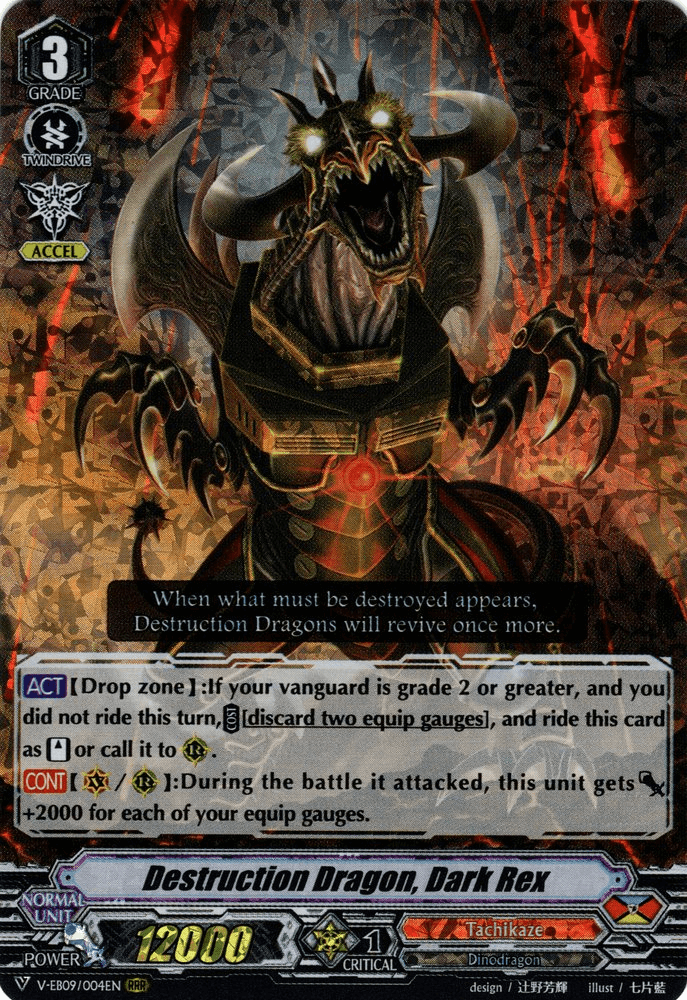 3
GRADE
TWINDRIVE
ACCEL
When what must be destroyed appears,
Destruction Dragons will revive once more.
ACT【Drop zone】:If your vanguard is grade 2 or greater, and you
did not ride this turn, COST [discard two equip gauges], and ride this card
as or call it to R.
CONT【V/R】:During the battle it attacked, this unit gets
+2000 for each of your equip gauges.
Destruction Dragon, Dark Rex
NORMAL
UNIT
POWER 12000 1 CRITICAL
Tachikaze
Dinodragon
V-EB09/004EN RRR design / 辻野芳輝 illust / 七片藍